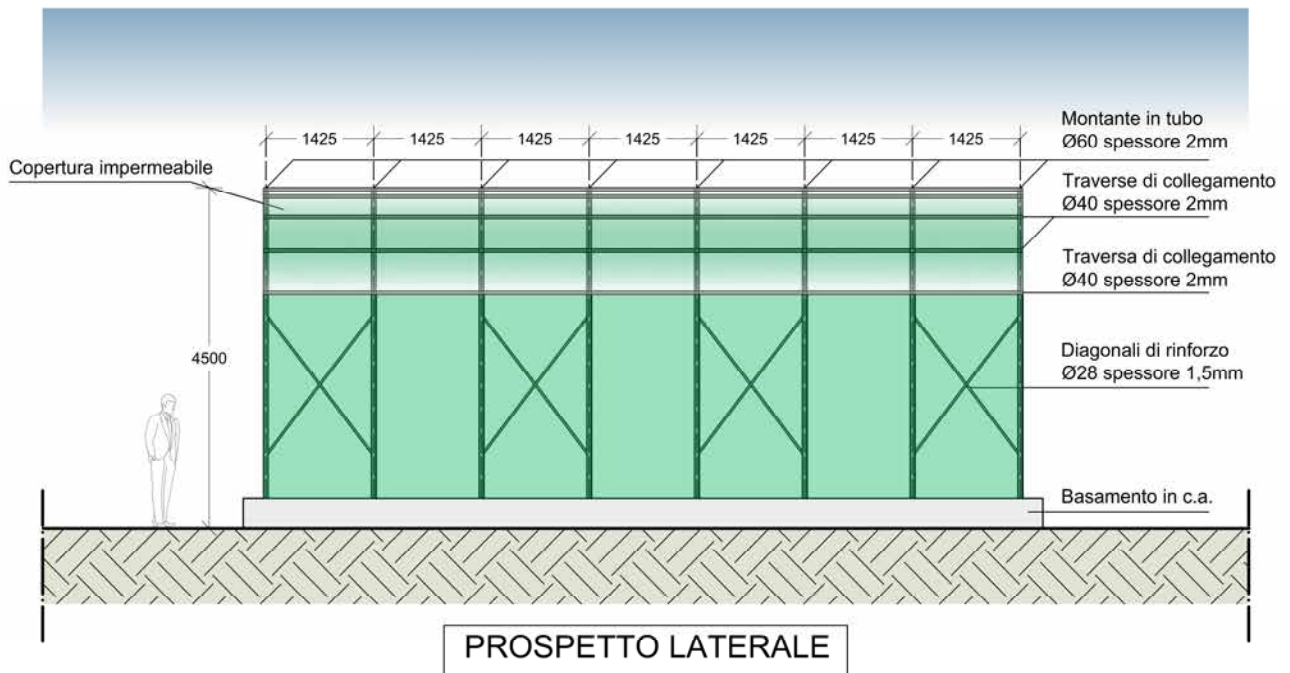 1425 1425 1425 1425 1425 1425 1425
Montante in tubo
Ø60 spessore 2mm
Copertura impermeabile
Traverse di collegamento
Ø40 spessore 2mm
Traversa di collegamento
Ø40 spessore 2mm
4500
Diagonali di rinforzo
Ø28 spessore 1,5mm
Basamento in c.a.
PROSPETTO LATERALE